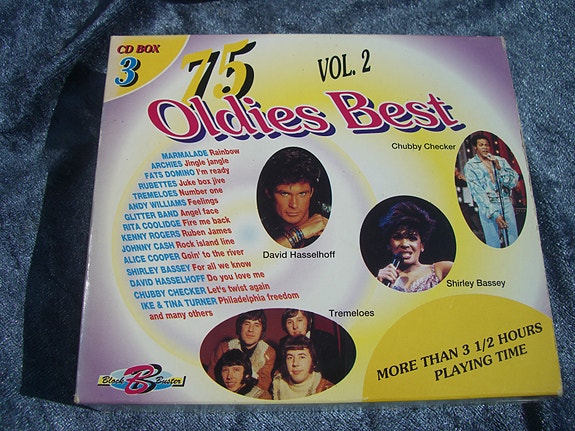 CD BOX
3
75
VOL. 2
Oldies Best
MARMALADE Rainbow
ARCHIES Jingle jangle
FATS DOMINO I'm ready
RUBETTES Juke box jive
TREMELOES Number one
ANDY WILLIAMS Feelings
GLITTER BAND Angel face
RITA COOLIDGE Fire me back
KENNY ROGERS Ruben James
JOHNNY CASH Rock island line
ALICE COOPER Goin' to the river
SHIRLEY BASSEY For all we know
DAVID HASSELHOFF Do you love me
CHUBBY CHECKER Let's twist again
IKE & TINA TURNER Philadelphia freedom
and many others
Chubby Checker
David Hasselhoff
Shirley Bassey
Tremeloes
MORE THAN 3 1/2 HOURS
PLAYING TIME
Block B Buster